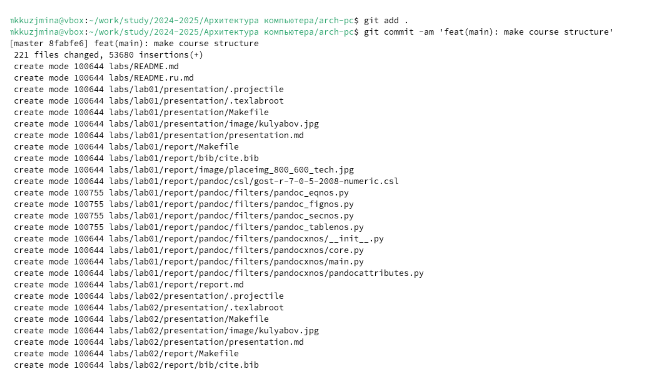 mkkuzjmina@vbox:~/work/study/2024-2025/Архитектура компьютера/arch-pc$ git add .
mkkuzjmina@vbox:~/work/study/2024-2025/Архитектура компьютера/arch-pc$ git commit -am 'feat(main): make course structure'
[master 8fabfe6] feat(main): make course structure
221 files changed, 53680 insertions(+)
create mode 100644 labs/README.md
create mode 100644 labs/README.ru.md
create mode 100644 labs/lab01/presentation/.projectile
create mode 100644 labs/lab01/presentation/.texlabroot
create mode 100644 labs/lab01/presentation/Makefile
create mode 100644 labs/lab01/presentation/image/kulyabov.jpg
create mode 100644 labs/lab01/presentation/presentation.md
create mode 100644 labs/lab01/report/Makefile
create mode 100644 labs/lab01/report/bib/cite.bib
create mode 100644 labs/lab01/report/image/placeimg_800_600_tech.jpg
create mode 100644 labs/lab01/report/pandoc/csl/gost-r-7-0-5-2008-numeric.csl
create mode 100755 labs/lab01/report/pandoc/filters/pandoc_eqnos.py
create mode 100755 labs/lab01/report/pandoc/filters/pandoc_fignos.py
create mode 100755 labs/lab01/report/pandoc/filters/pandoc_secnos.py
create mode 100755 labs/lab01/report/pandoc/filters/pandoc_tablenos.py
create mode 100644 labs/lab01/report/pandoc/filters/pandocxnos/__init__.py
create mode 100644 labs/lab01/report/pandoc/filters/pandocxnos/core.py
create mode 100644 labs/lab01/report/pandoc/filters/pandocxnos/main.py
create mode 100644 labs/lab01/report/pandoc/filters/pandocxnos/pandocattributes.py
create mode 100644 labs/lab01/report/report.md
create mode 100644 labs/lab02/presentation/.projectile
create mode 100644 labs/lab02/presentation/.texlabroot
create mode 100644 labs/lab02/presentation/Makefile
create mode 100644 labs/lab02/presentation/image/kulyabov.jpg
create mode 100644 labs/lab02/presentation/presentation.md
create mode 100644 labs/lab02/report/Makefile
create mode 100644 labs/lab02/report/bib/cite.bib